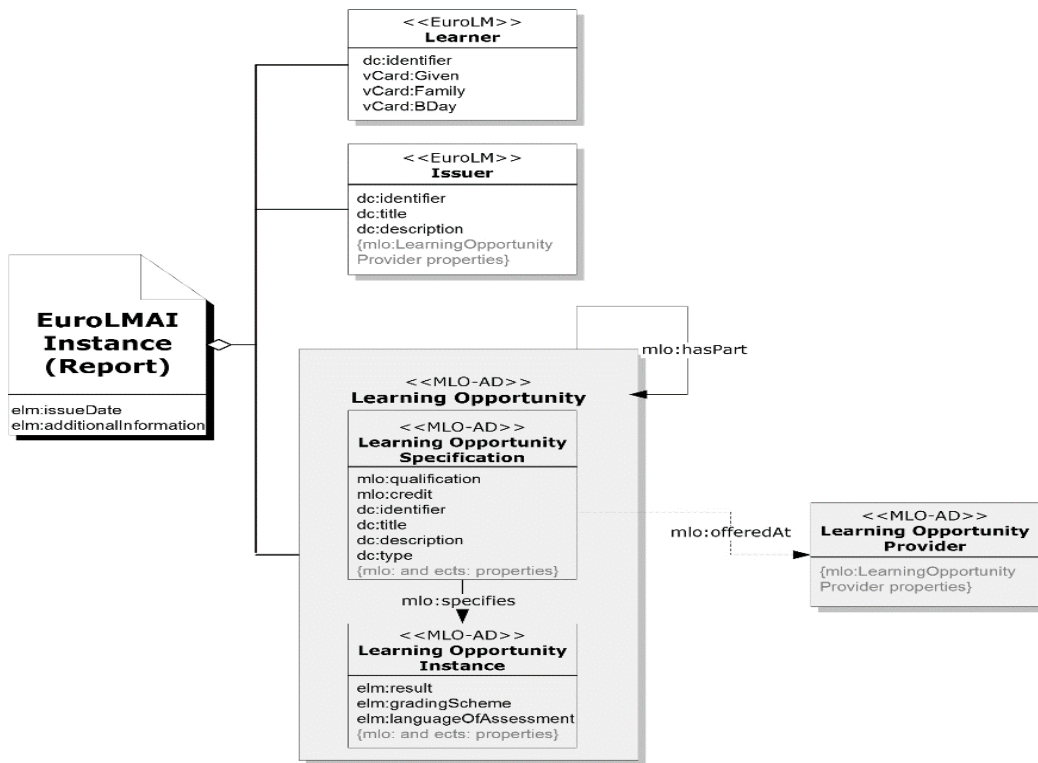 <<EuroLM>>
Learner
dc:identifier
vCard:Given
vCard:Family
vCard:BDay
<<EuroLM>>
Issuer
dc:identifier
dc:title
dc:description
{mlo:LearningOpportunity
Provider properties}
EuroLMAI
Instance
(Report)
elm:issueDate
elm:additionalInformation
mlo:hasPart
<<MLO-AD>>
Learning Opportunity
<<MLO-AD>>
Learning Opportunity
Specification
mlo:qualification
mlo:credit
dc:identifier
dc:title
dc:description
dc:type
{mlo: and ects: properties}
mlo:offeredAt
<<MLO-AD>>
Learning Opportunity
Provider
{mlo:LearningOpportunity
Provider properties}
mlo:specifies
<<MLO-AD>>
Learning Opportunity
Instance
elm:result
elm:gradingScheme
elm:languageOfAssessment
{mlo: and ects: properties}